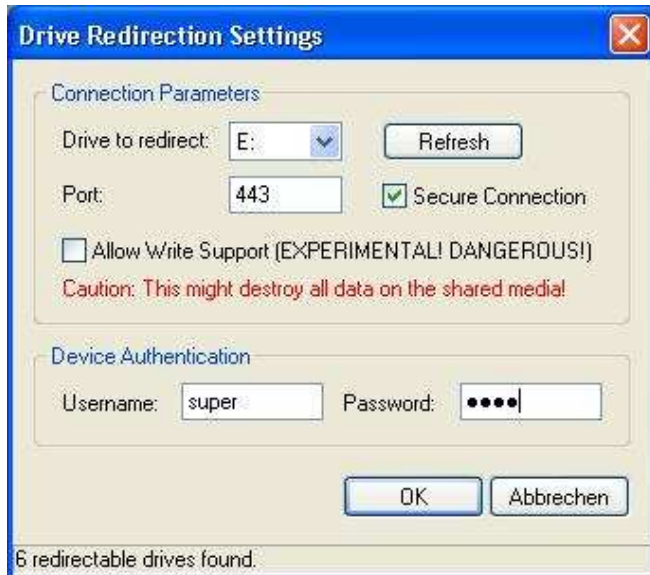 Drive Redirection Settings
Connection Parameters
Drive to redirect: E: Refresh
Port: 443 Secure Connection
Allow Write Support (EXPERIMENTAL! DANGEROUS!)
Caution: This might destroy all data on the shared media!
Device Authentication
Username: super Password: ••••
OK Abbrechen
6 redirectable drives found.